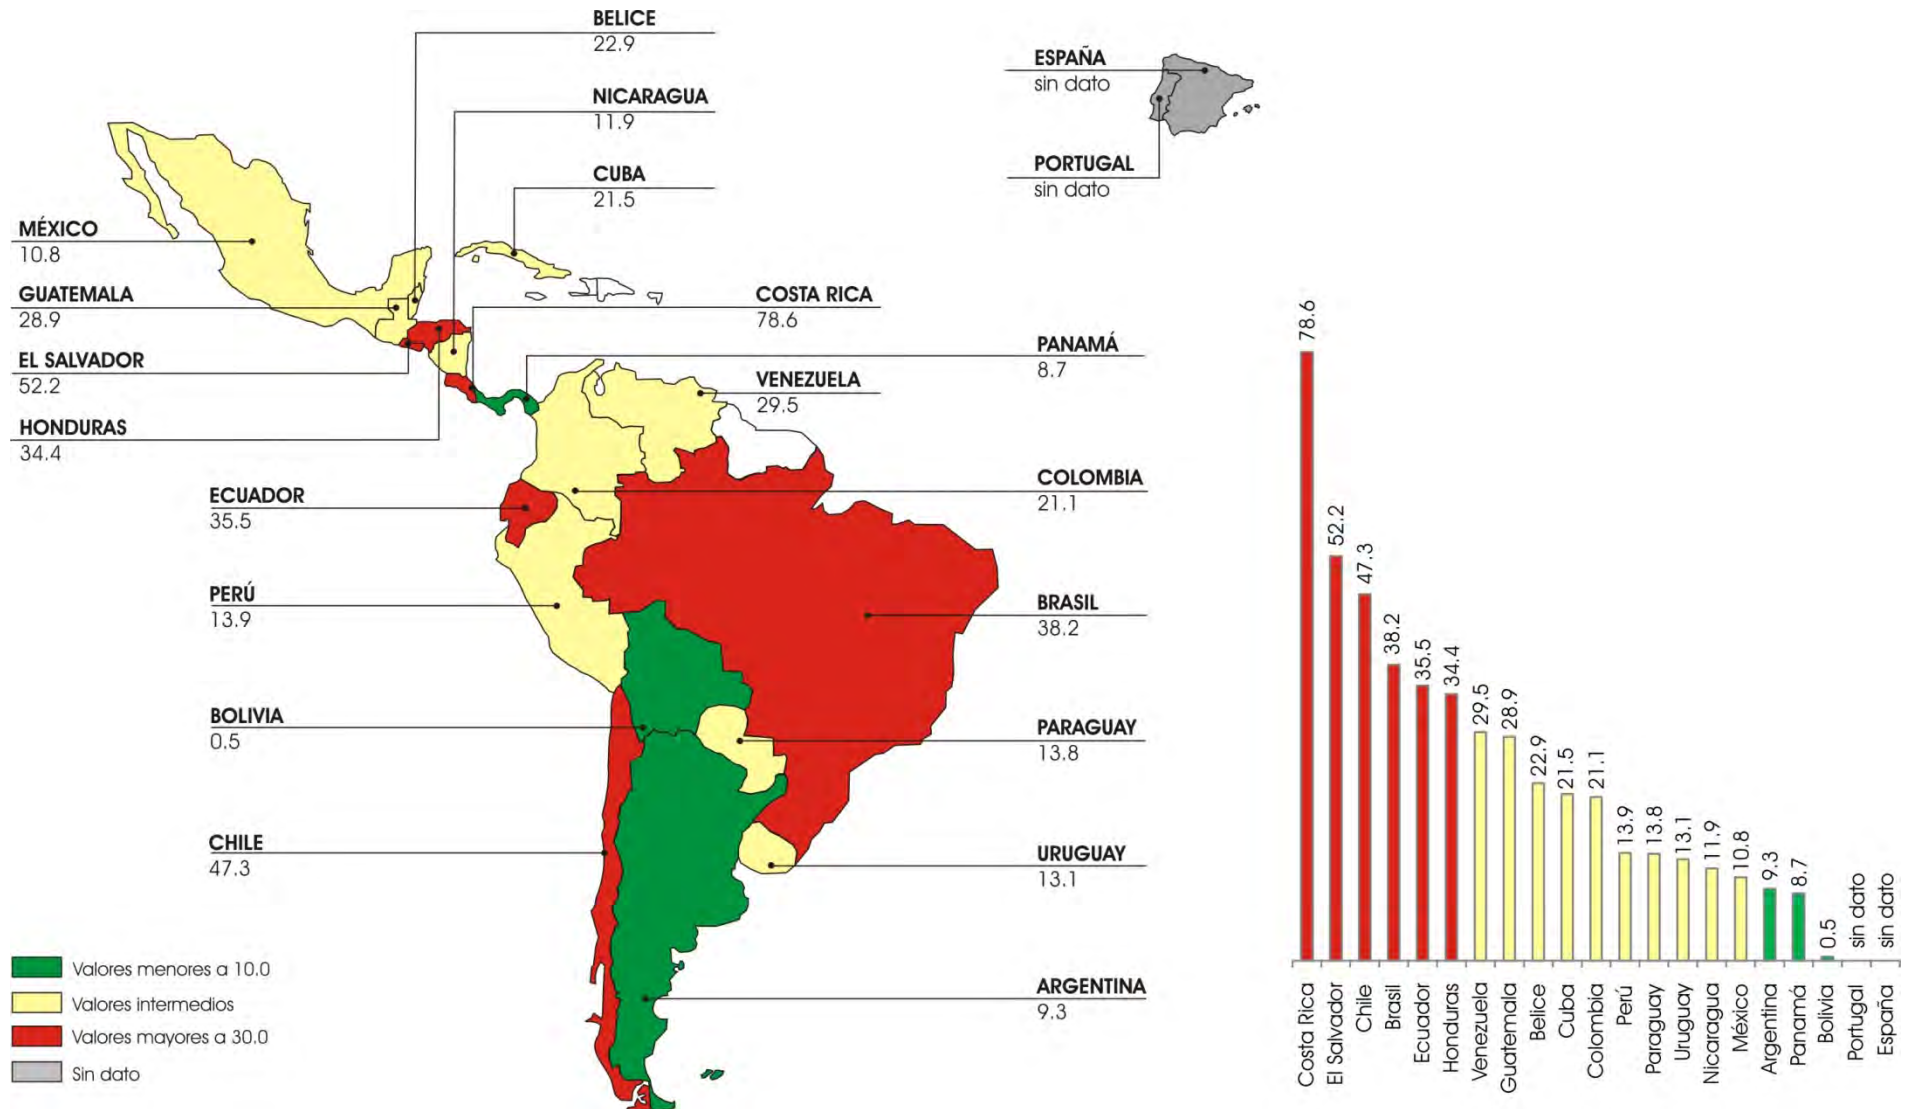 BELICE
22.9
NICARAGUA
11.9
CUBA
21.5
ESPAÑA
sin dato
PORTUGAL
sin dato
MÉXICO
10.8
GUATEMALA
28.9
EL SALVADOR
52.2
HONDURAS
34.4
COSTA RICA
78.6
PANAMÁ
8.7
VENEZUELA
29.5
COLOMBIA
21.1
ECUADOR
35.5
PERÚ
13.9
BRASIL
38.2
BOLIVIA
0.5
PARAGUAY
13.8
CHILE
47.3
URUGUAY
13.1
ARGENTINA
9.3
Valores menores a 10.0
Valores intermedios
Valores mayores a 30.0
Sin dato
78.6
52.2
47.3
38.2
35.5
34.4
29.5
28.9
22.9
21.5
21.1
13.9
13.8
13.1
11.9
10.8
9.3
8.7
0.5
sin dato
sin dato
Costa Rica
El Salvador
Chile
Brasil
Ecuador
Honduras
Venezuela
Guatemala
Belice
Cuba
Colombia
Perú
Paraguay
Uruguay
Nicaragua
México
Argentina
Panamá
Bolivia
Portugal
España